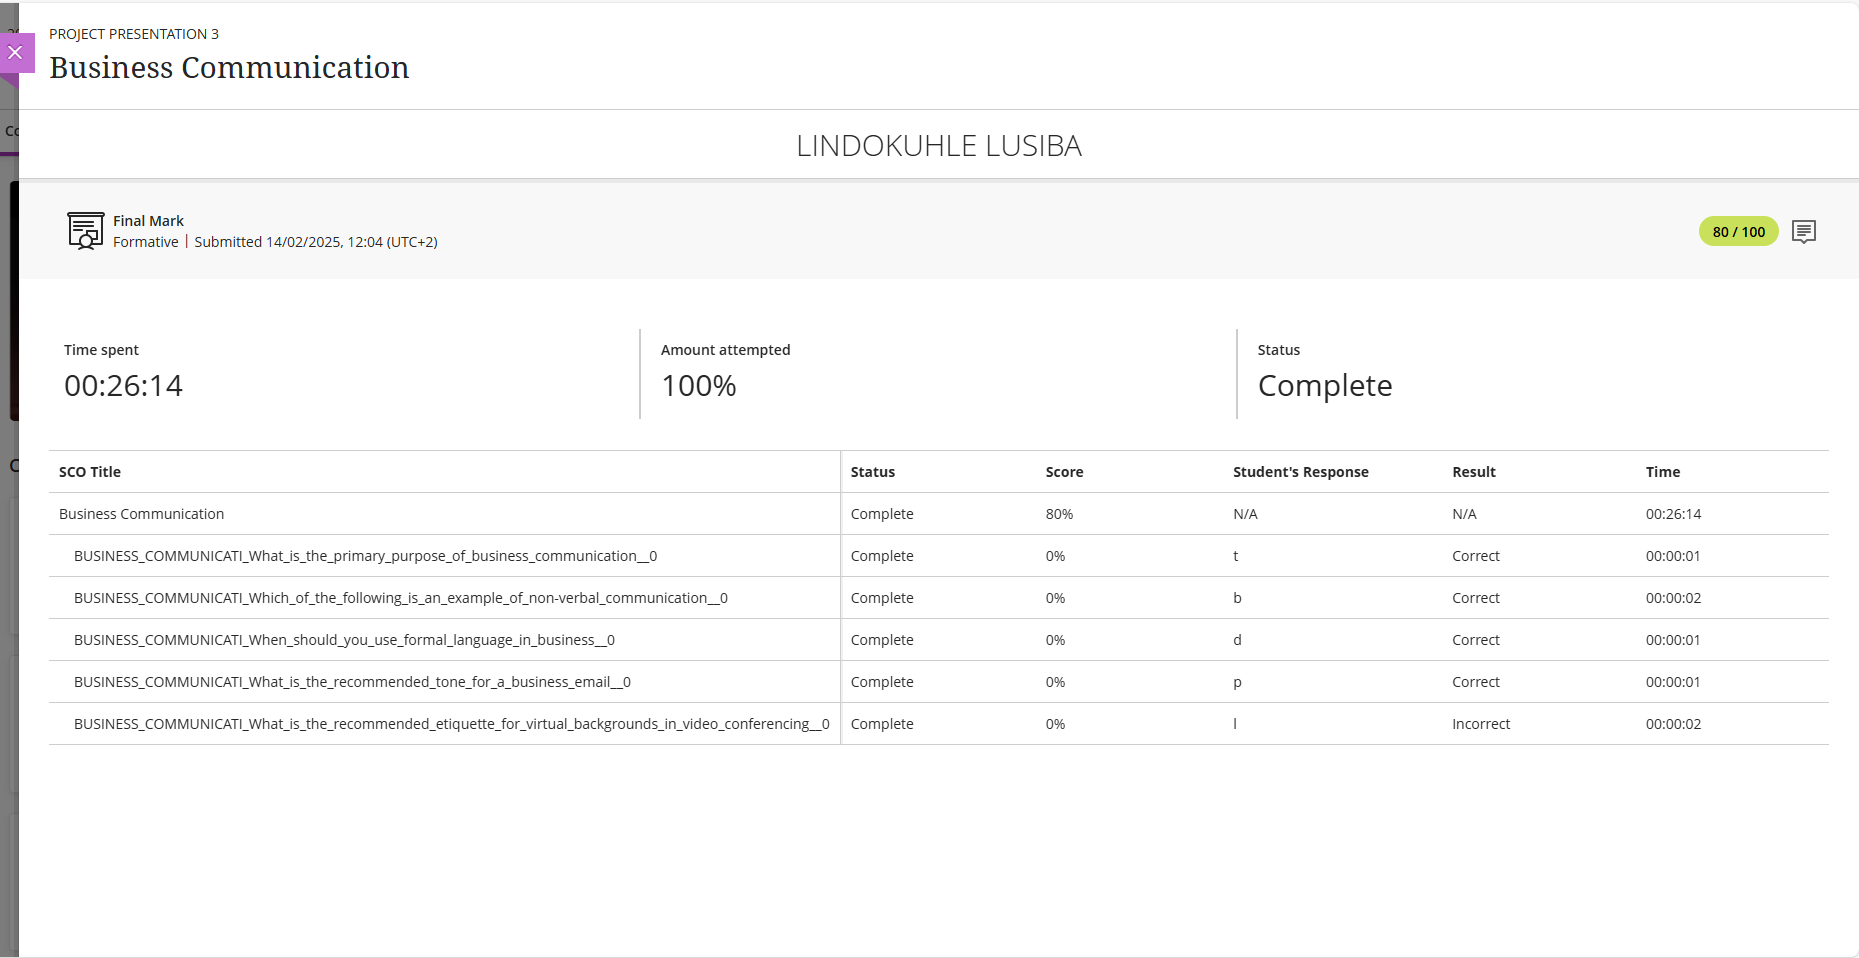 PROJECT PRESENTATION 3
Business Communication
LINDOKUHLE LUSIBA
Final Mark
Formative | Submitted 14/02/2025, 12:04 (UTC+2)
80 / 100
Time spent
00:26:14
Amount attempted
100%
Status
Complete
SCO Title Status Score Student's Response Result Time
Business Communication Complete 80% N/A N/A 00:26:14
BUSINESS_COMMUNICATI_What_is_the_primary_purpose_of_business_communication__0 Complete 0% t Correct 00:00:01
BUSINESS_COMMUNICATI_Which_of_the_following_is_an_example_of_non-verbal_communication__0 Complete 0% b Correct 00:00:02
BUSINESS_COMMUNICATI_When_should_you_use_formal_language_in_business__0 Complete 0% d Correct 00:00:01
BUSINESS_COMMUNICATI_What_is_the_recommended_tone_for_a_business_email__0 Complete 0% p Correct 00:00:01
BUSINESS_COMMUNICATI_What_is_the_recommended_etiquette_for_virtual_backgrounds_in_video_conferencing__0 Complete 0% l Incorrect 00:00:02